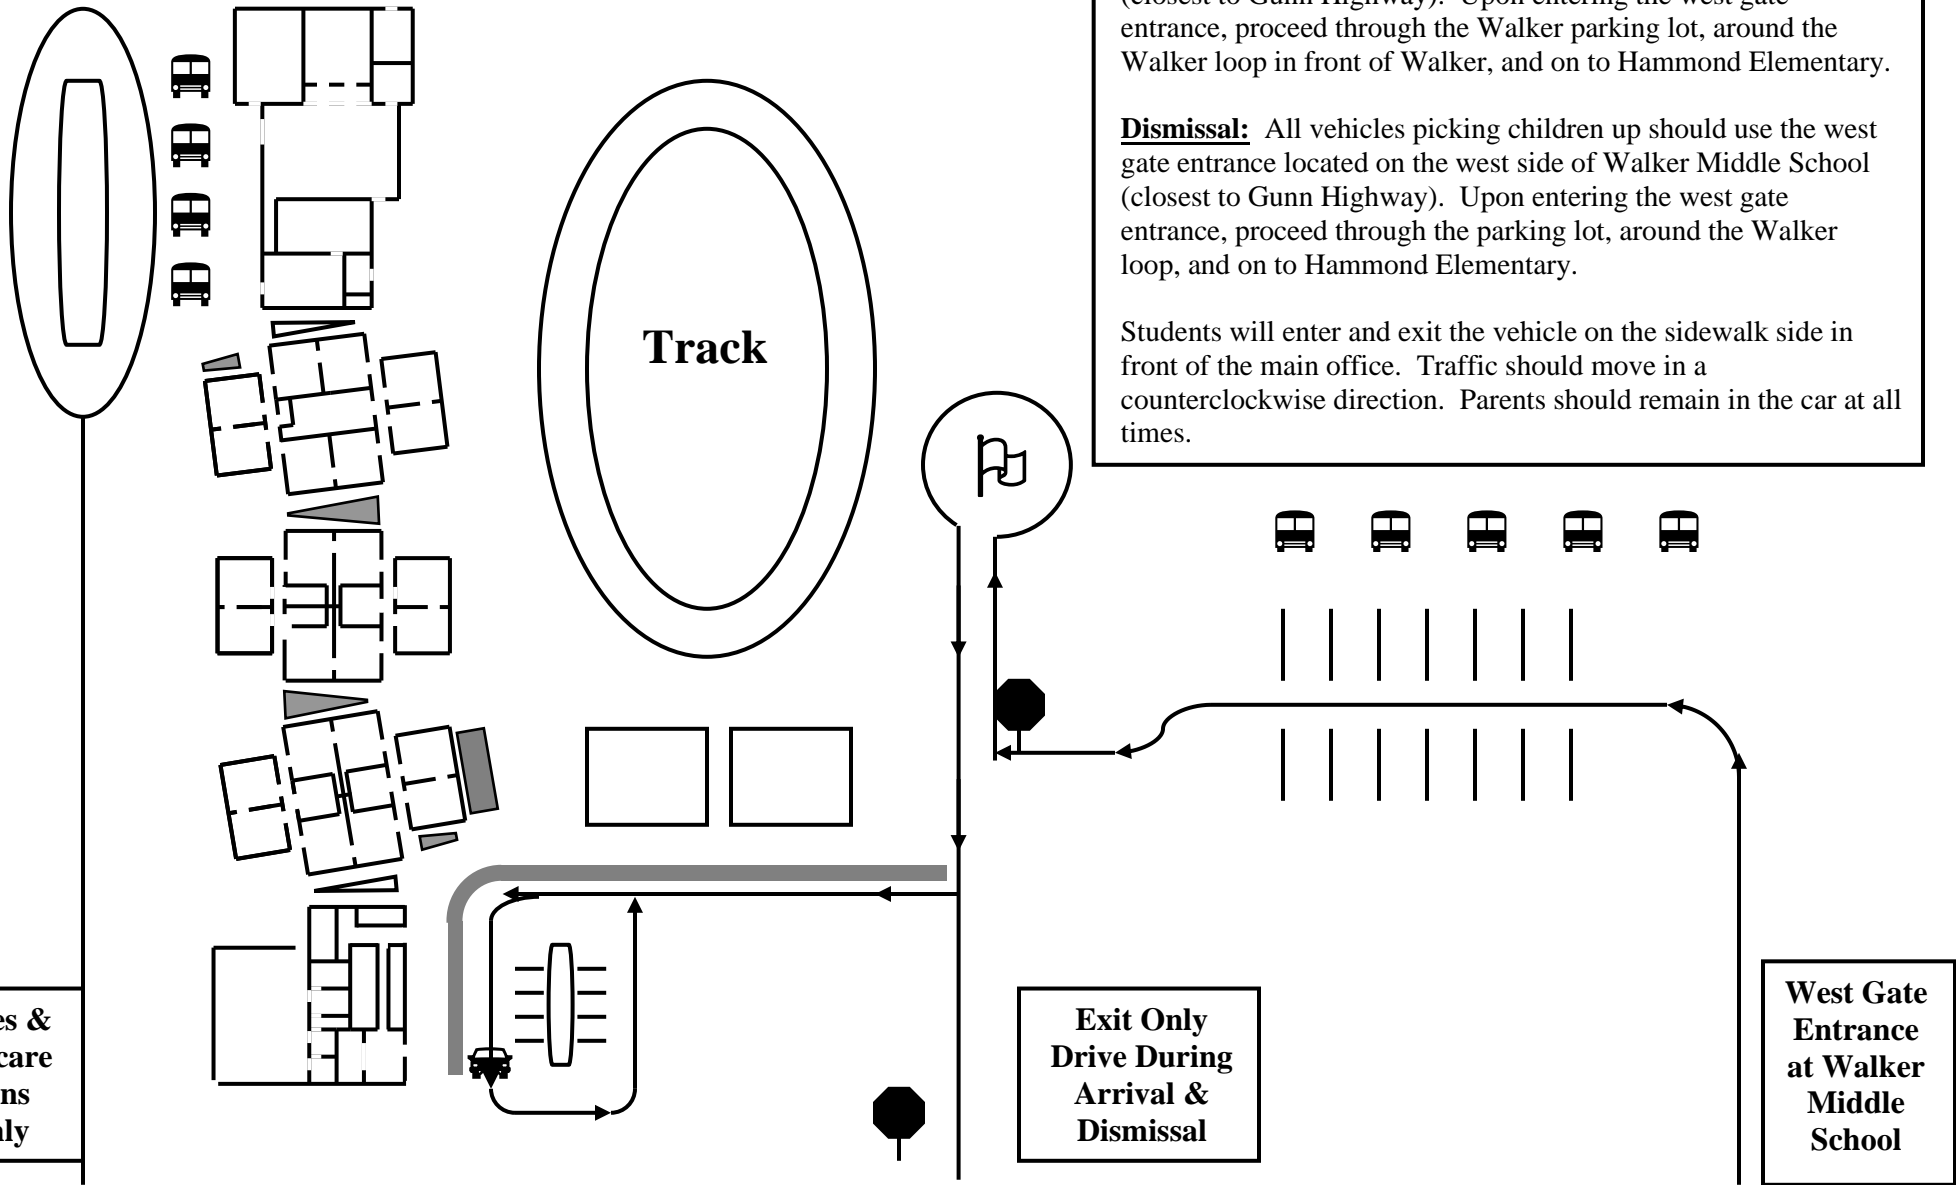 (closest to Gunn Highway).  Upon entering the west gate
entrance, proceed through the Walker parking lot, around the
Walker loop in front of Walker, and on to Hammond Elementary.
Dismissal:  All vehicles picking children up should use the west
gate entrance located on the west side of Walker Middle School
(closest to Gunn Highway).  Upon entering the west gate
entrance, proceed through the parking lot, around the Walker
loop, and on to Hammond Elementary.
Students will enter and exit the vehicle on the sidewalk side in
front of the main office.  Traffic should move in a
counterclockwise direction.  Parents should remain in the car at all
times.
Track
es &
care
ns
ly
Exit Only
Drive During
Arrival &
Dismissal
West Gate
Entrance
at Walker
Middle
School